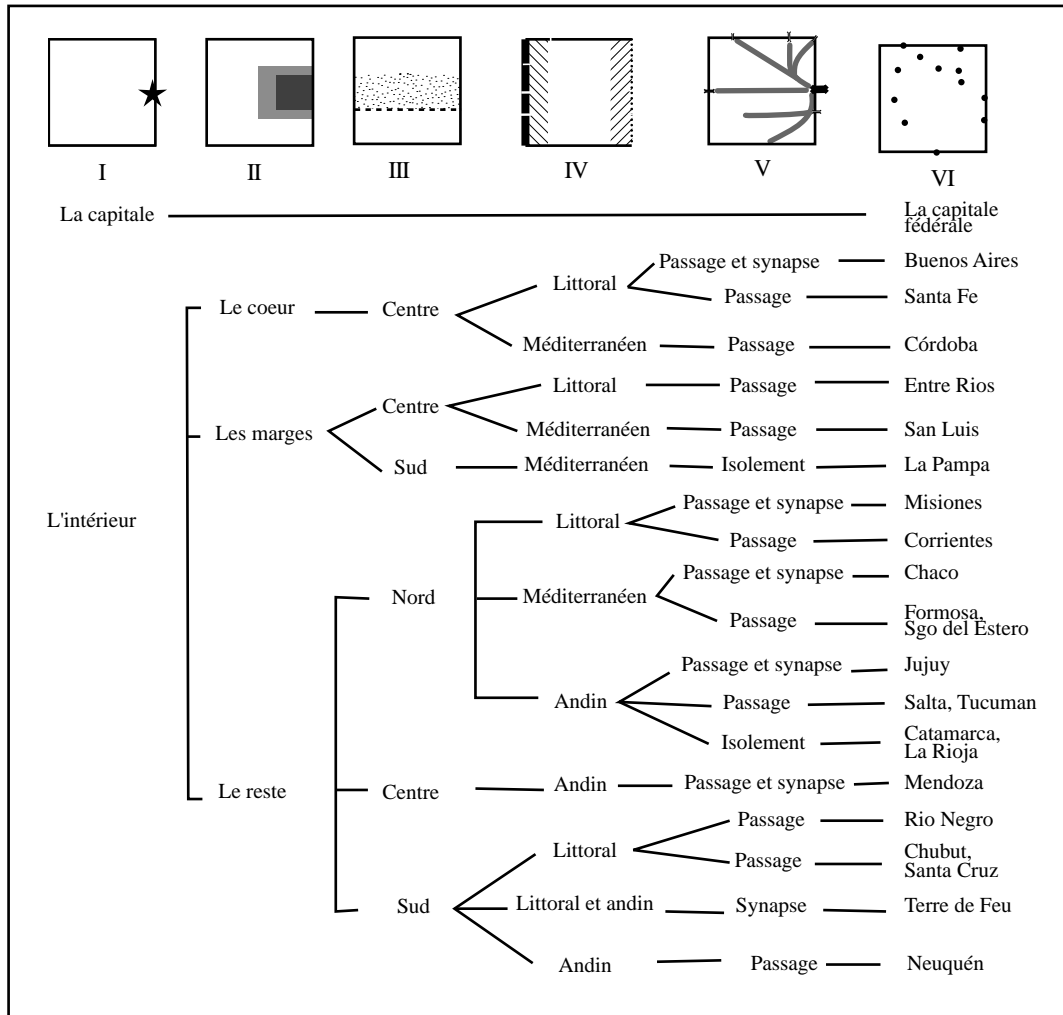 I II III IV V VI
La capitale La capitale
fédérale
Passage et synapse Buenos Aires
Littoral
Passage Santa Fe
Le coeur Centre
Méditerranéen Passage Córdoba
Littoral Passage Entre Rios
Centre
Les marges Méditerranéen Passage San Luis
Sud Méditerranéen Isolement La Pampa
Passage et synapse Misiones
L'intérieur Littoral
Passage Corrientes
Passage et synapse Chaco
Nord Méditerranéen
Passage Formosa,
Sgo del Estero
Passage et synapse Jujuy
Andin Passage Salta, Tucuman
Isolement Catamarca,
La Rioja
Le reste Centre Andin Passage et synapse Mendoza
Passage Rio Negro
Littoral
Passage Chubut,
Santa Cruz
Sud Littoral et andin Synapse Terre de Feu
Andin Passage Neuquén